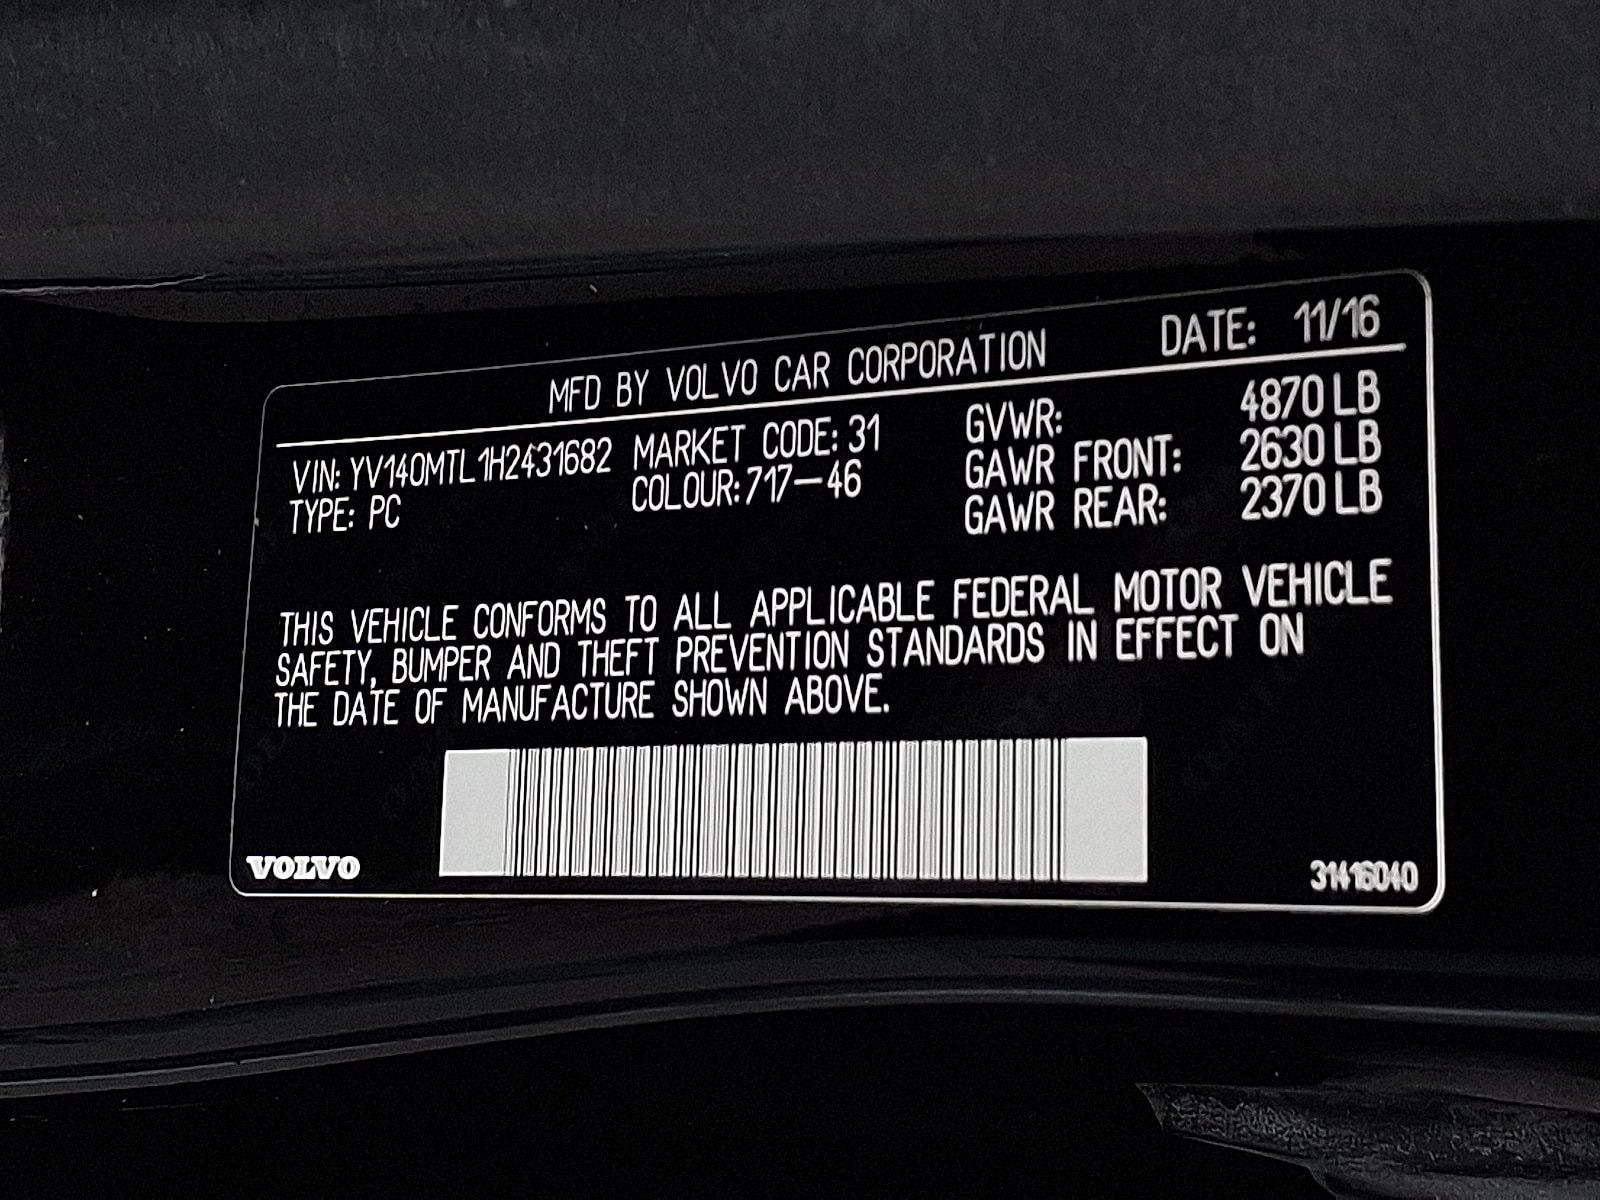 MFD BY VOLVO CAR CORPORATION DATE: 11/16
VIN: YV140MTL1H2431682 MARKET CODE: 31 GVWR: 4870 LB
TYPE: PC COLOUR: 717-46 GAWR FRONT: 2630 LB
GAWR REAR: 2370 LB
THIS VEHICLE CONFORMS TO ALL APPLICABLE FEDERAL MOTOR VEHICLE
SAFETY, BUMPER AND THEFT PREVENTION STANDARDS IN EFFECT ON
THE DATE OF MANUFACTURE SHOWN ABOVE.
VOLVO 31416040